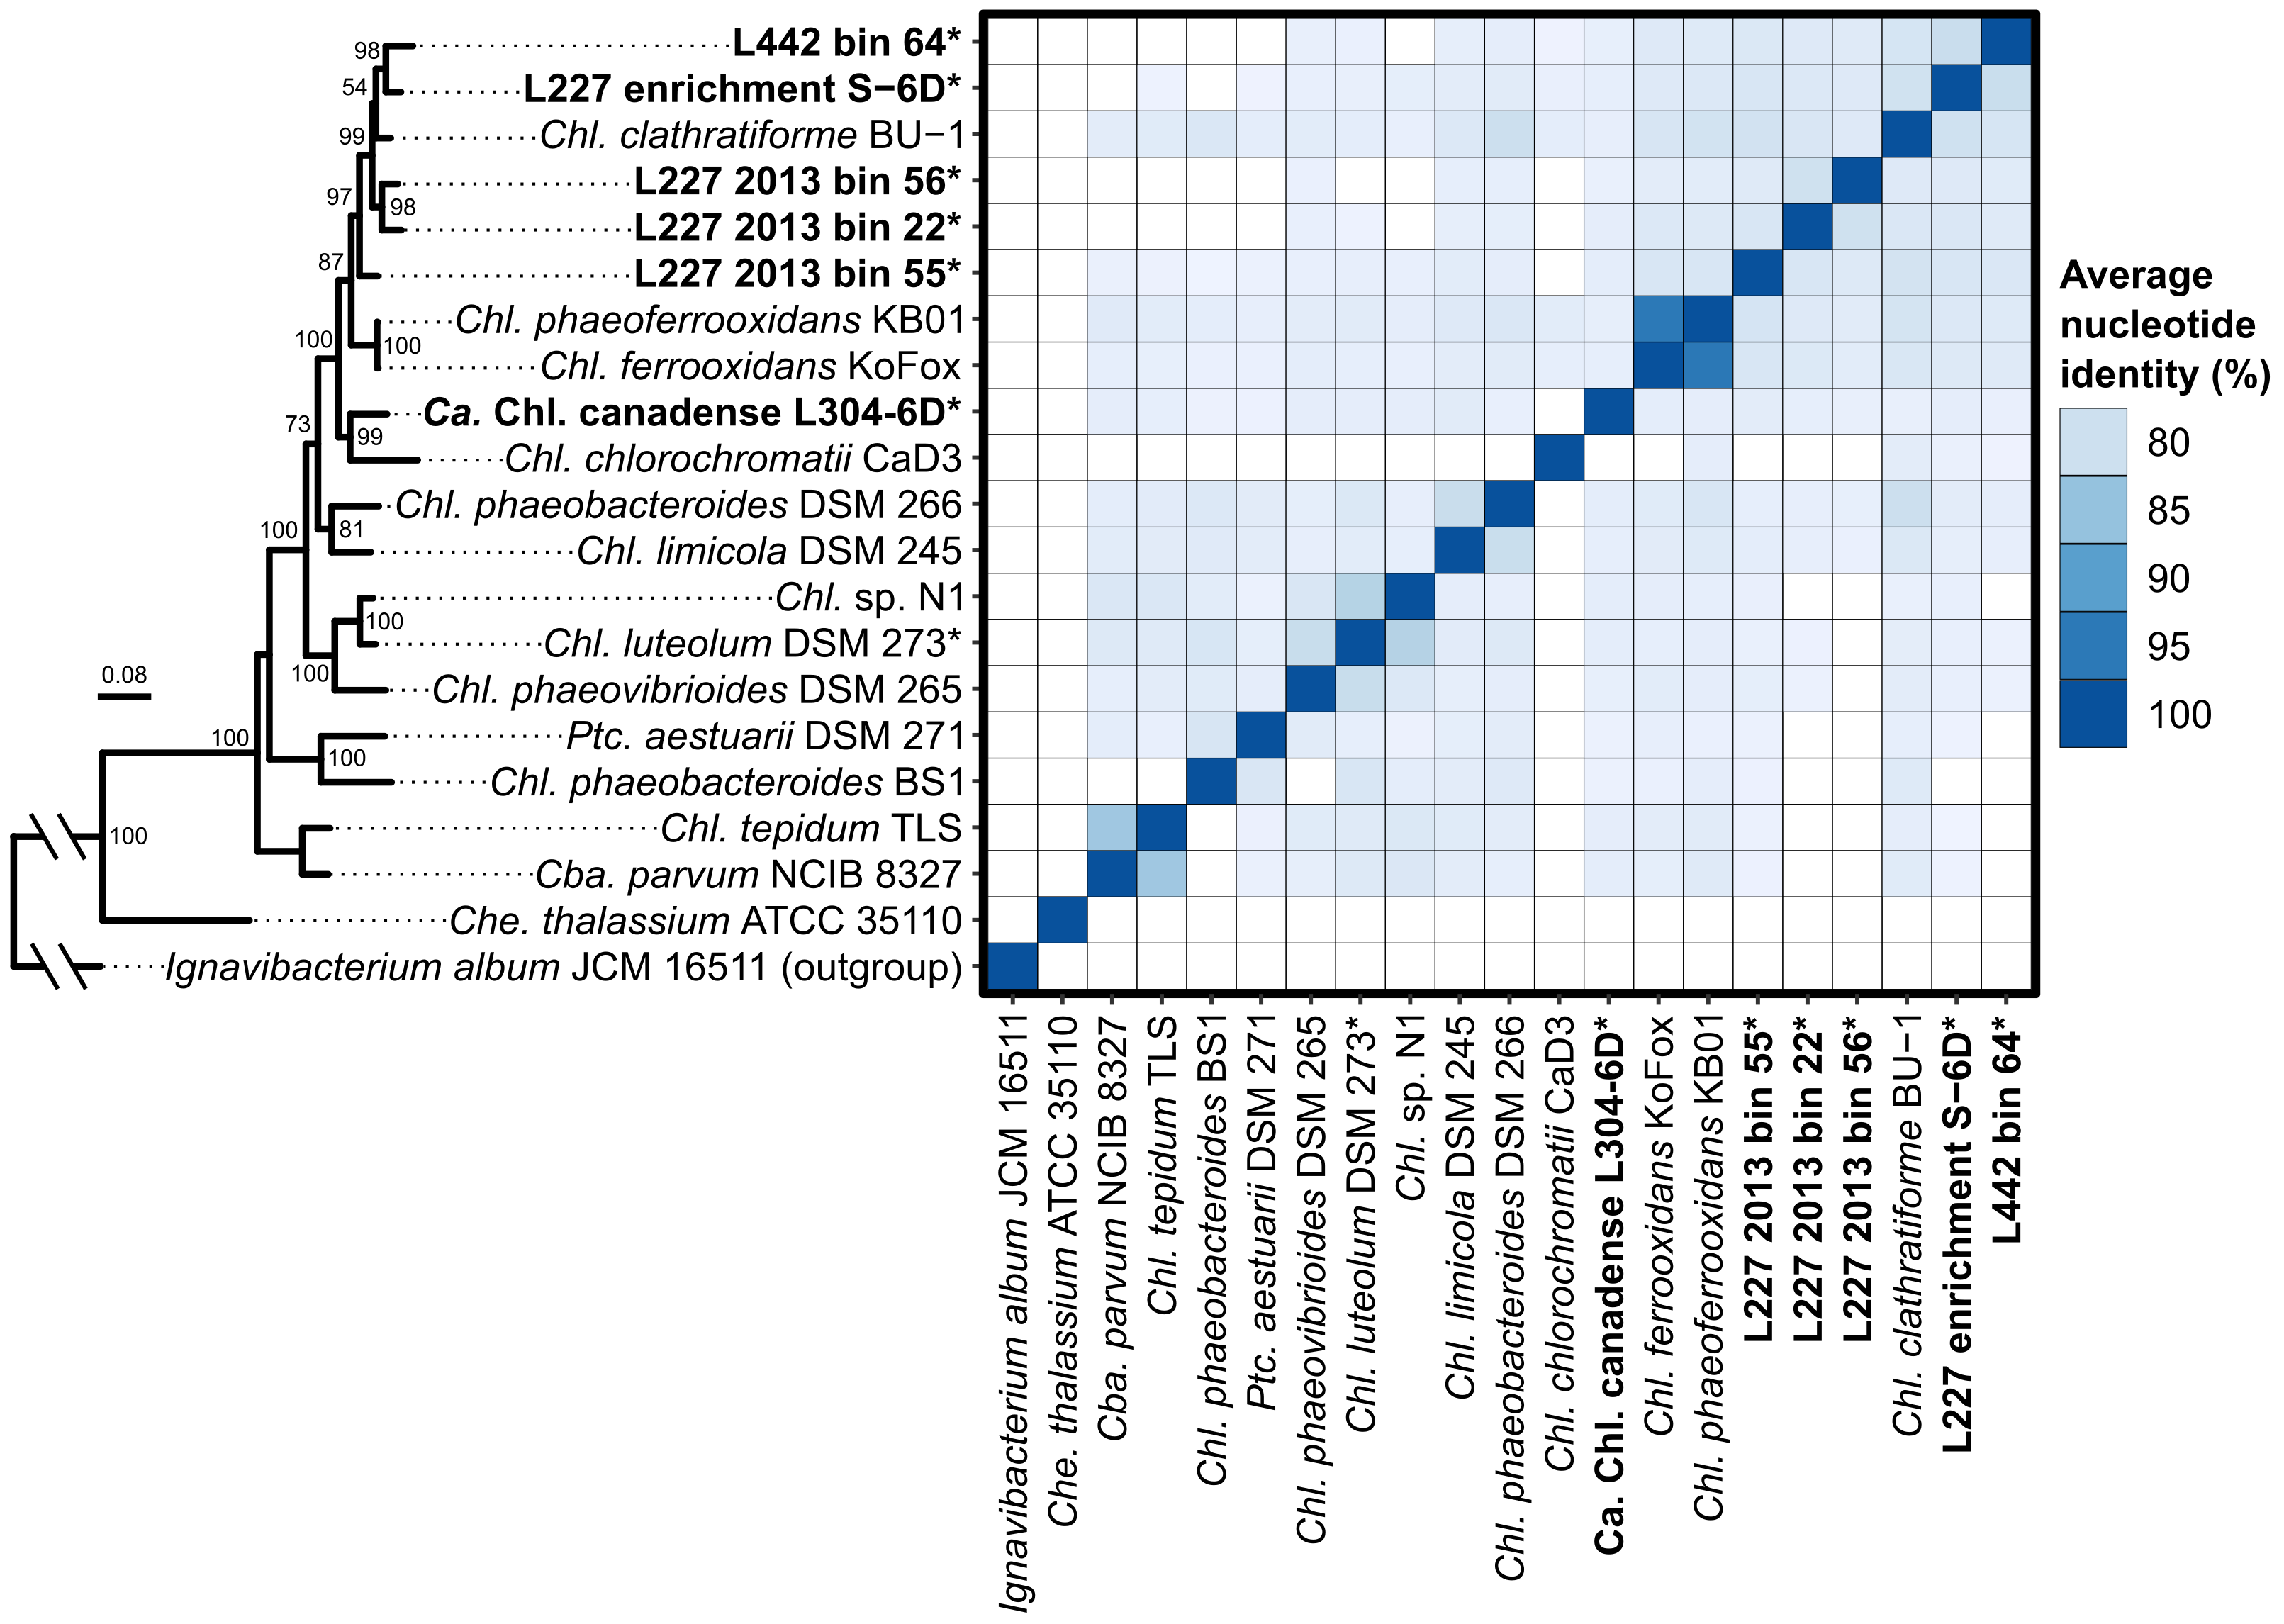 L442 bin 64*
L227 enrichment S−6D*
Chl. clathratiforme BU−1
L227 2013 bin 56*
L227 2013 bin 22*
L227 2013 bin 55*
Chl. phaeoferrooxidans KB01
Chl. ferrooxidans KoFox
Ca. Chl. canadense L304-6D*
Chl. chlorochromatii CaD3
Chl. phaeobacteroides DSM 266
Chl. limicola DSM 245
Chl. sp. N1
Chl. luteolum DSM 273*
Chl. phaeovibrioides DSM 265
Ptc. aestuarii DSM 271
Chl. phaeobacteroides BS1
Chl. tepidum TLS
Cba. parvum NCIB 8327
Che. thalassium ATCC 35110
Ignavibacterium album JCM 16511 (outgroup)
98
54
99
97
98
87
100
100
73
99
100
81
100
100
0.08
100
100
100
Average
nucleotide
identity (%)
80
85
90
95
100
Ignavibacterium album JCM 16511
Che. thalassium ATCC 35110
Cba. parvum NCIB 8327
Chl. tepidum TLS
Chl. phaeobacteroides BS1
Ptc. aestuarii DSM 271
Chl. phaeovibrioides DSM 265
Chl. luteolum DSM 273*
Chl. sp. N1
Chl. limicola DSM 245
Chl. phaeobacteroides DSM 266
Chl. chlorochromatii CaD3
Ca. Chl. canadense L304-6D*
Chl. ferrooxidans KoFox
Chl. phaeoferrooxidans KB01
L227 2013 bin 55*
L227 2013 bin 22*
L227 2013 bin 56*
Chl. clathratiforme BU−1
L227 enrichment S−6D*
L442 bin 64*